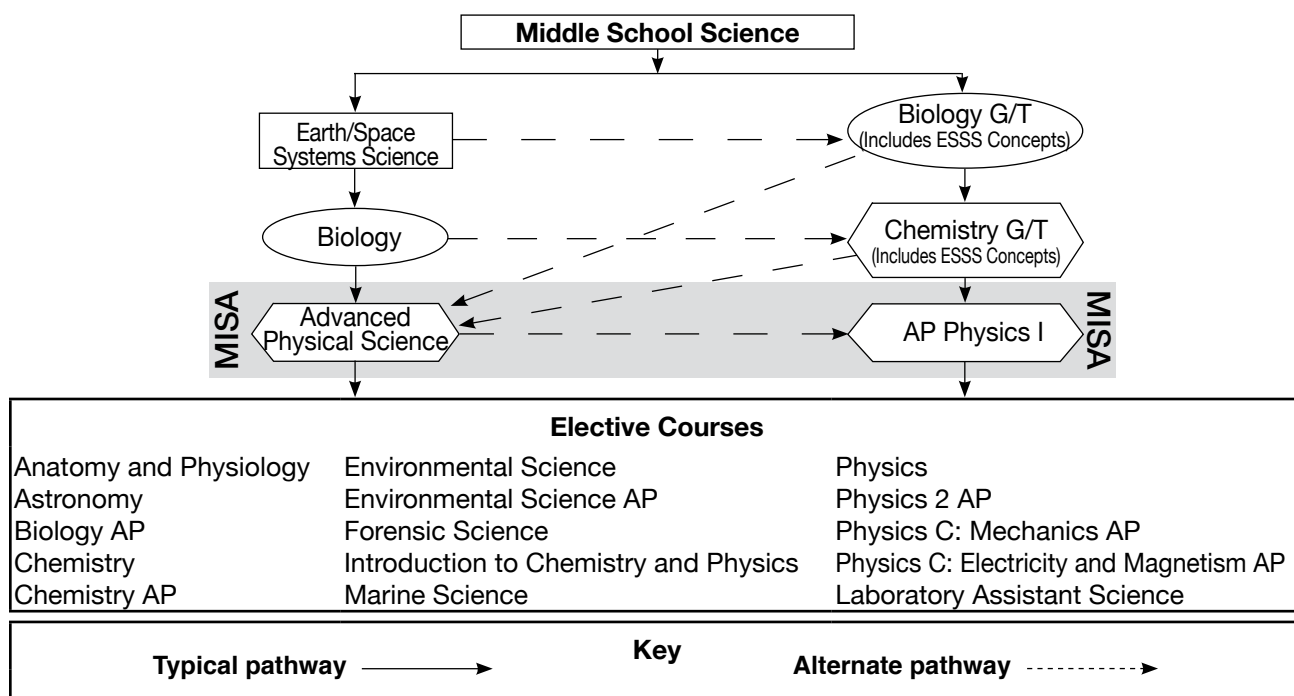 Middle School Science
Earth/Space
Systems Science
Biology G/T
(Includes ESSS Concepts)
Biology
Chemistry G/T
(Includes ESSS Concepts)
MISA
Advanced
Physical Science
AP Physics I
MISA
Elective Courses
Anatomy and Physiology
Astronomy
Biology AP
Chemistry
Chemistry AP
Environmental Science
Environmental Science AP
Forensic Science
Introduction to Chemistry and Physics
Marine Science
Physics
Physics 2 AP
Physics C: Mechanics AP
Physics C: Electricity and Magnetism AP
Laboratory Assistant Science
Key
Typical pathway
Alternate pathway